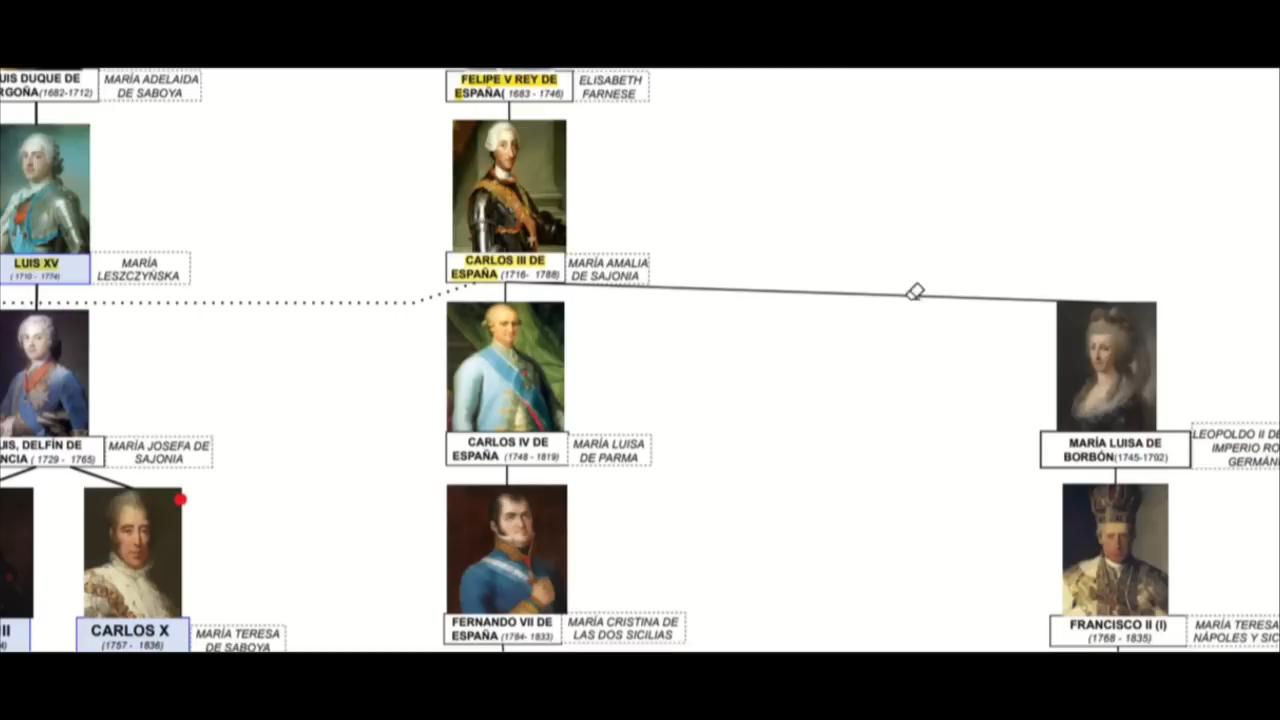 UIS DUQUE DE
RGOÑA(1682-1712)
MARÍA ADELAIDA
DE SABOYA
FELIPE V REY DE
ESPAÑA( 1683 - 1746)
ELISABETH
FARNESE
LUIS XV
( 1710 - 1774)
MARÍA
LESZCZYŃSKA
CARLOS III DE
ESPAÑA (1716- 1788)
MARÍA AMALIA
DE SAJONIA
UIS, DELFÍN DE
NCIA ( 1729 - 1765)
MARÍA JOSEFA DE
SAJONIA
CARLOS IV DE
ESPAÑA (1748 - 1819)
MARÍA LUISA
DE PARMA
MARÍA LUISA DE
BORBÓN(1745-1792)
LEOPOLDO II DE
IMPERIO RO
GERMÁN
II
CARLOS X
(1757 - 1836)
MARÍA TERESA
DE SABOYA
FERNANDO VII DE
ESPAÑA (1784- 1833)
MARÍA CRISTINA DE
LAS DOS SICILIAS
FRANCISCO II (I)
(1768 - 1835)
MARÍA TERESA
NÁPOLES Y SIC